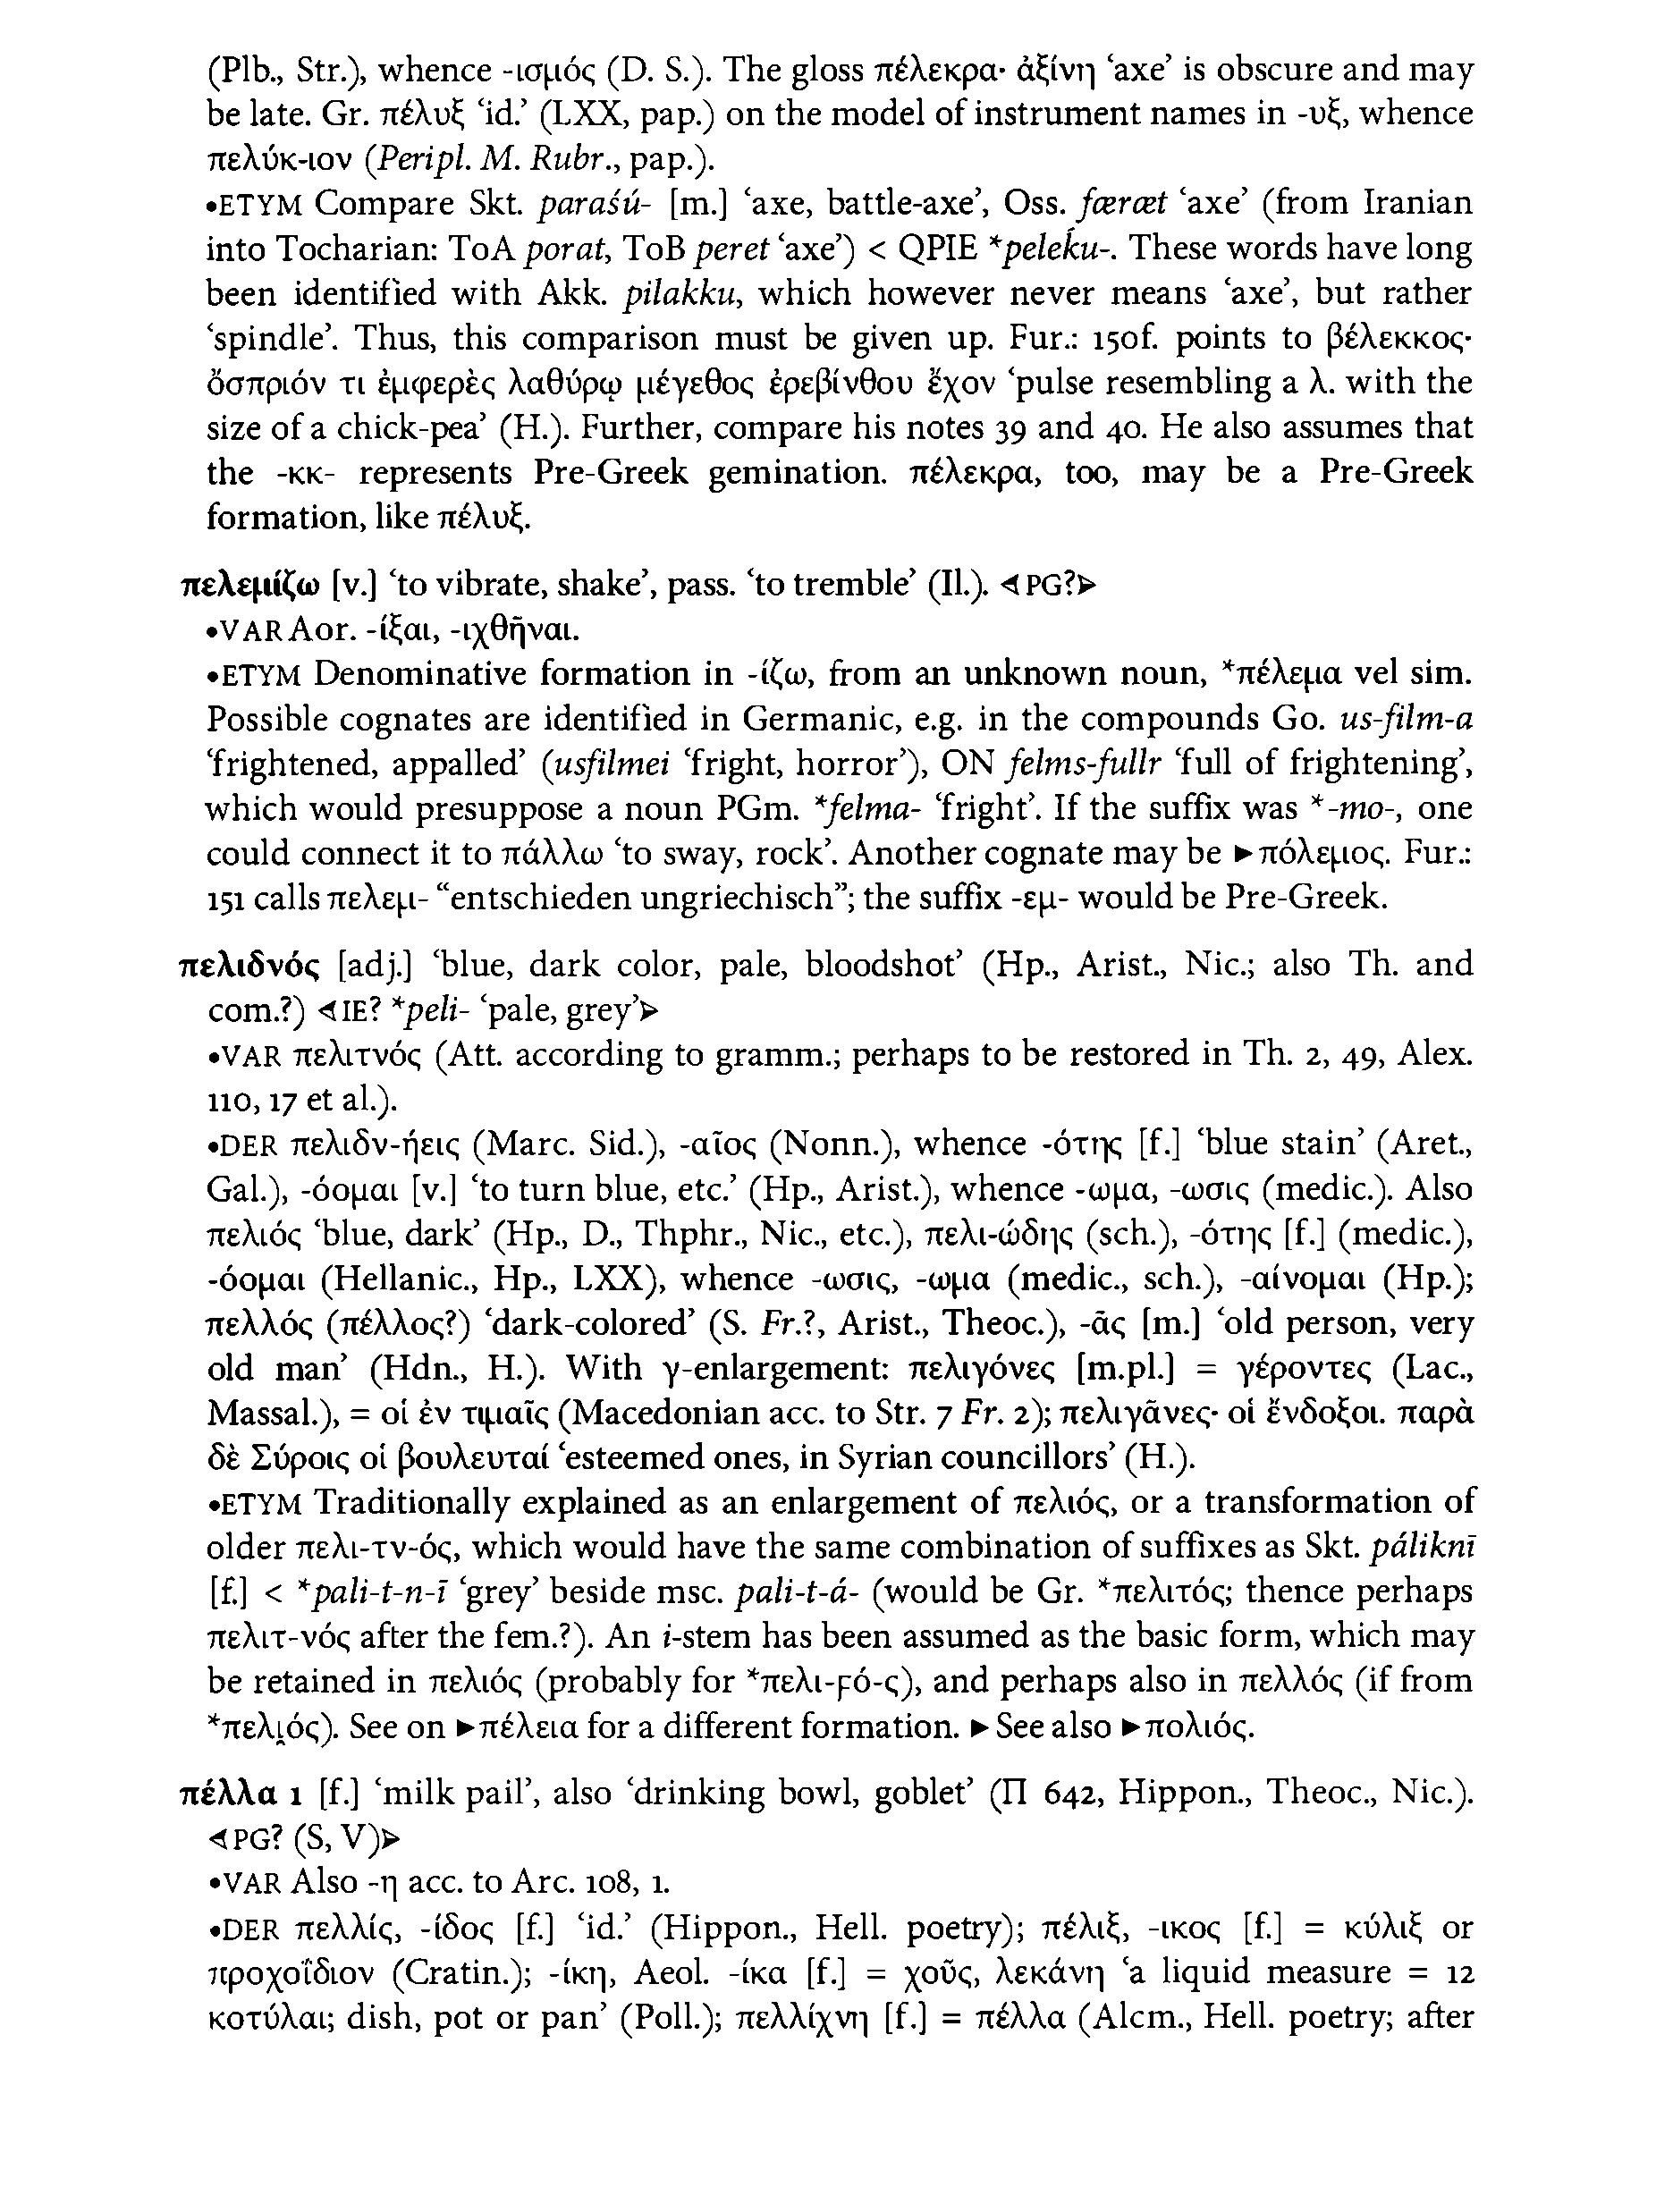 (Plb., Str.), whence -ισμός (D. S.). The gloss πέλεκρα· ἀξίνη ‘axe’ is obscure and may
be late. Gr. πέλυξ ‘id.’ (LXX, pap.) on the model of instrument names in -υξ, whence
πελύκ-ιον (Peripl. M. Rubr., pap.).
•ETYM Compare Skt. paraśú- [m.] ‘axe, battle-axe’, Oss. færæt ‘axe’ (from Iranian
into Tocharian: ToA porat, ToB peret ‘axe’) < QPIE *peleḱu-. These words have long
been identified with Akk. pilakku, which however never means ‘axe’, but rather
‘spindle’. Thus, this comparison must be given up. Fur.: 150f. points to βέλεκκος·
ὄσπριόν τι ἐμφερὲς λαθύρῳ μέγεθος ἐρεβίνθου ἔχον ‘pulse resembling a λ. with the
size of a chick-pea’ (H.). Further, compare his notes 39 and 40. He also assumes that
the -κκ- represents Pre-Greek gemination. πέλεκρα, too, may be a Pre-Greek
formation, like πέλυξ.
πελεμίζω [v.] ‘to vibrate, shake’, pass. ‘to tremble’ (Il.). ◁PG?▷
•VAR Aor. -ίξαι, -ιχθῆναι.
•ETYM Denominative formation in -ίζω, from an unknown noun, *πέλεμα vel sim.
Possible cognates are identified in Germanic, e.g. in the compounds Go. us-film-a
‘frightened, appalled’ (usfilmei ‘fright, horror’), ON felms-fullr ‘full of frightening’,
which would presuppose a noun PGm. *felma- ‘fright’. If the suffix was *-mo-, one
could connect it to πάλλω ‘to sway, rock’. Another cognate may be ►πόλεμος. Fur.:
151 calls πελεμι- “entschieden ungriechisch”; the suffix -εμ- would be Pre-Greek.
πελιδνός [adj.] ‘blue, dark color, pale, bloodshot’ (Hp., Arist., Nic.; also Th. and
com.?) ◁IE? *peli- ‘pale, grey’▷
•VAR πελιτνός (Att. according to gramm.; perhaps to be restored in Th. 2, 49, Alex.
110, 17 et al.).
•DER πελιδν-ήεις (Marc. Sid.), -αῖος (Nonn.), whence -ότης [f.] ‘blue stain’ (Aret.,
Gal.), -όομαι [v.] ‘to turn blue, etc.’ (Hp., Arist.), whence -ωμα, -ωσις (medic.). Also
πελιός ‘blue, dark’ (Hp., D., Thphr., Nic., etc.), πελι-ώδης (sch.), -ότης [f.] (medic.),
-όομαι (Hellanic., Hp., LXX), whence -ωσις, -ωμα (medic., sch.), -αίνομαι (Hp.);
πελλός (πέλλος?) ‘dark-colored’ (S. Fr.?, Arist., Theoc.), -ᾶς [m.] ‘old person, very
old man’ (Hdn., H.). With γ-enlargement: πελιγόνες [m.pl.] = γέροντες (Lac.,
Massal.), = οἱ ἐν τιμαῖς (Macedonian acc. to Str. 7 Fr. 2); πελιγᾶνες· οἱ ἔνδοξοι. παρὰ
δὲ Σύροις οἱ βουλευταί ‘esteemed ones, in Syrian councillors’ (H.).
•ETYM Traditionally explained as an enlargement of πελιός, or a transformation of
older πελι-τν-ός, which would have the same combination of suffixes as Skt. páliknī
[f.] < *pali-t-n-ī ‘grey’ beside msc. pali-t-á- (would be Gr. *πελιτός; thence perhaps
πελιτ-νός after the fem.?). An i-stem has been assumed as the basic form, which may
be retained in πελιός (probably for *πελι-ϝό-ς), and perhaps also in πελλός (if from
*πελι̯ός). See on ►πέλεια for a different formation. ► See also ►πολιός.
πέλλα 1 [f.] ‘milk pail’, also ‘drinking bowl, goblet’ (Π 642, Hippon., Theoc., Nic.).
◁PG? (S, V)▷
•VAR Also -η acc. to Arc. 108, 1.
•DER πελλίς, -ίδος [f.] ‘id.’ (Hippon., Hell. poetry); πέλιξ, -ικος [f.] = κύλιξ or
προχοΐδιον (Cratin.); -ίκη, Aeol. -ίκα [f.] = χοῦς, λεκάνη ‘a liquid measure = 12
κοτύλαι; dish, pot or pan’ (Poll.); πελλίχνη [f.] = πέλλα (Alcm., Hell. poetry; after